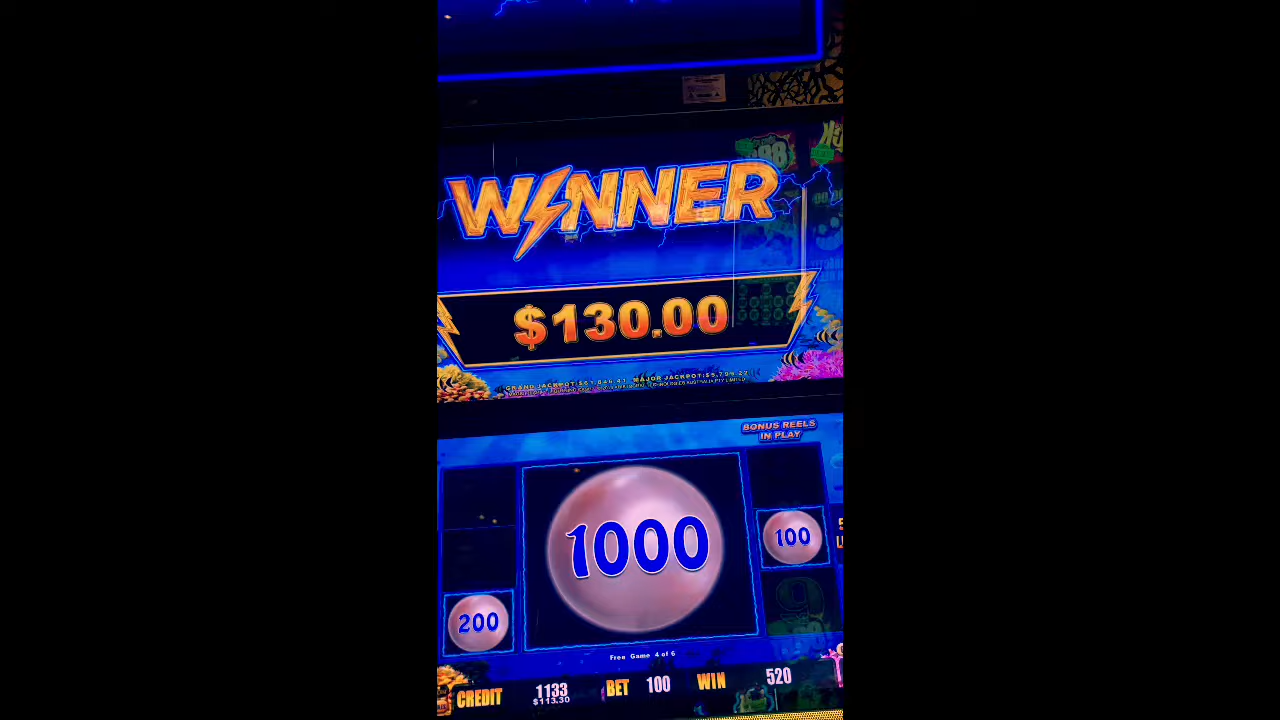 WINNER
$130.00
BONUS REELS
IN PLAY
1000
100
200
Free Game 4 of 6
CREDIT 1133 BET 100 WIN 520
$113.30